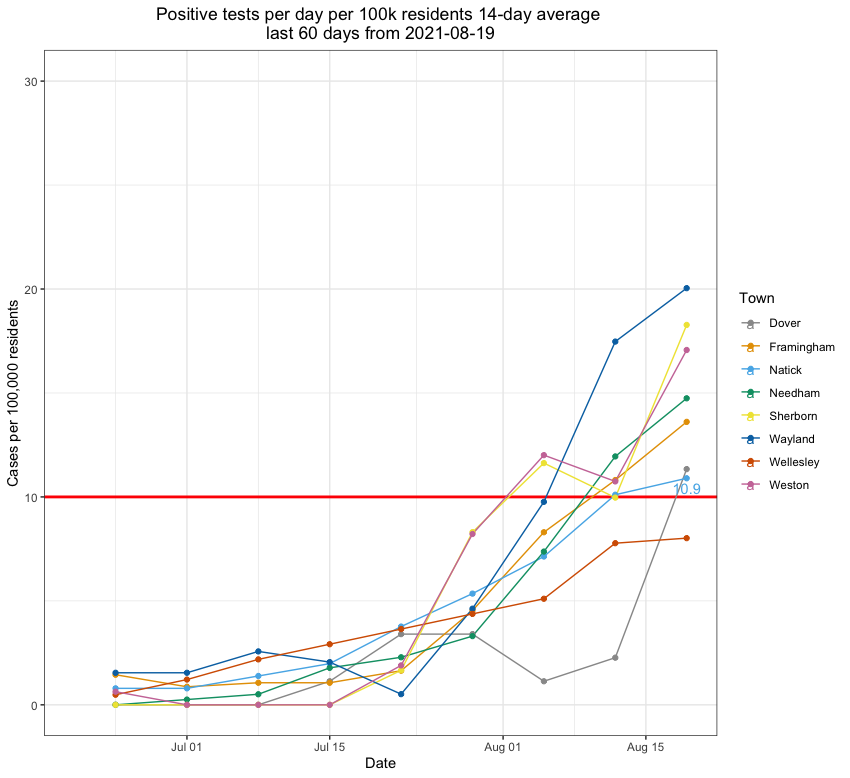 Positive tests per day per 100k residents 14-day average
last 60 days from 2021-08-19
Cases per 100,000 residents
30
20
10
0
10.9
Jul 01
Jul 15
Aug 01
Aug 15
Date
Town
a Dover
a Framingham
a Natick
a Needham
a Sherborn
a Wayland
a Wellesley
a Weston